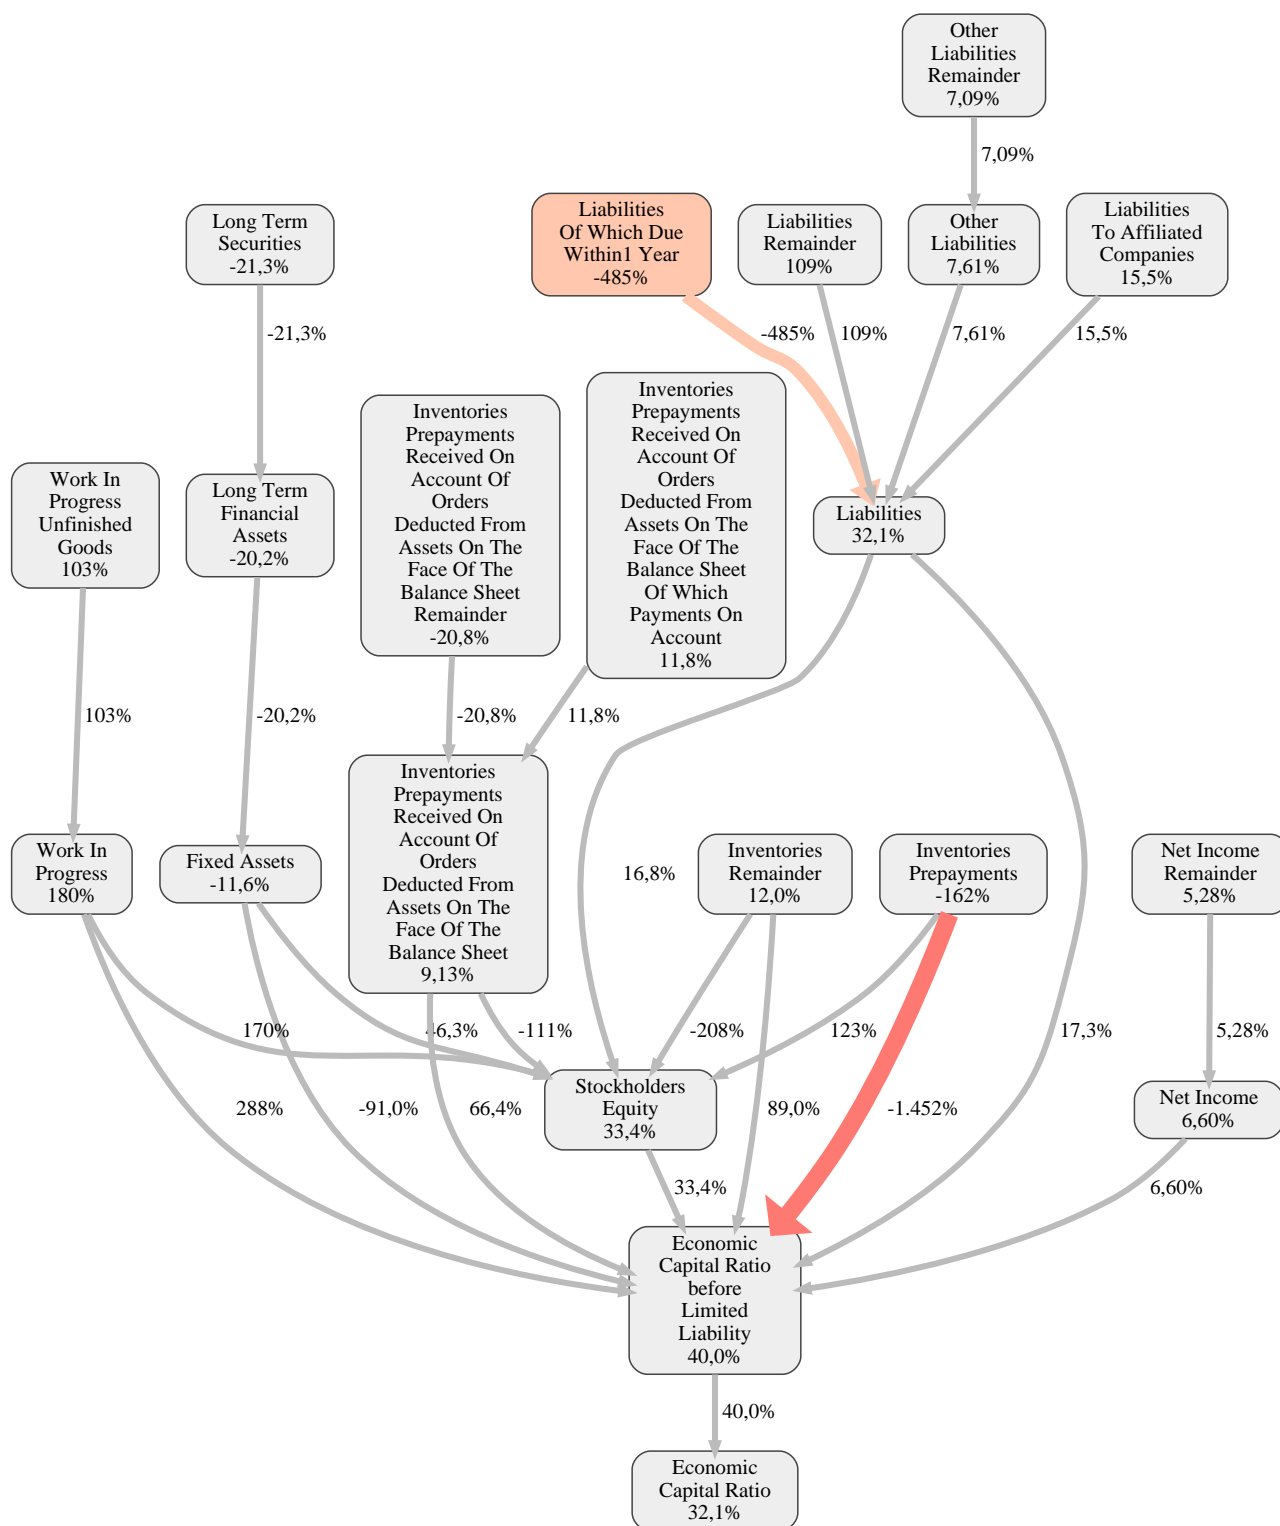 Other
Liabilities
Remainder
7,09%
7,09%
Long Term
Securities
-21,3%
Liabilities
Of Which Due
Within1 Year
-485%
Liabilities
Remainder
109%
Other
Liabilities
7,61%
Liabilities
To Affiliated
Companies
15,5%
-21,3%
-485%
109%
7,61%
15,5%
Work In
Progress
Unfinished
Goods
103%
Long Term
Financial
Assets
-20,2%
Inventories
Prepayments
Received On
Account Of
Orders
Deducted From
Assets On The
Face Of The
Balance Sheet
Remainder
-20,8%
Inventories
Prepayments
Received On
Account Of
Orders
Deducted From
Assets On The
Face Of The
Balance Sheet
Of Which
Payments On
Account
11,8%
Liabilities
32,1%
103%
-20,2%
-20,8%
11,8%
Work In
Progress
180%
Fixed Assets
-11,6%
Inventories
Prepayments
Received On
Account Of
Orders
Deducted From
Assets On The
Face Of The
Balance Sheet
9,13%
16,8%
Inventories
Remainder
12,0%
Inventories
Prepayments
-162%
Net Income
Remainder
5,28%
170%
46,3%
-111%
-208%
123%
17,3%
5,28%
288%
-91,0%
66,4%
Stockholders
Equity
33,4%
89,0%
-1.452%
Net Income
6,60%
33,4%
6,60%
Economic
Capital Ratio
before
Limited
Liability
40,0%
40,0%
Economic
Capital Ratio
32,1%